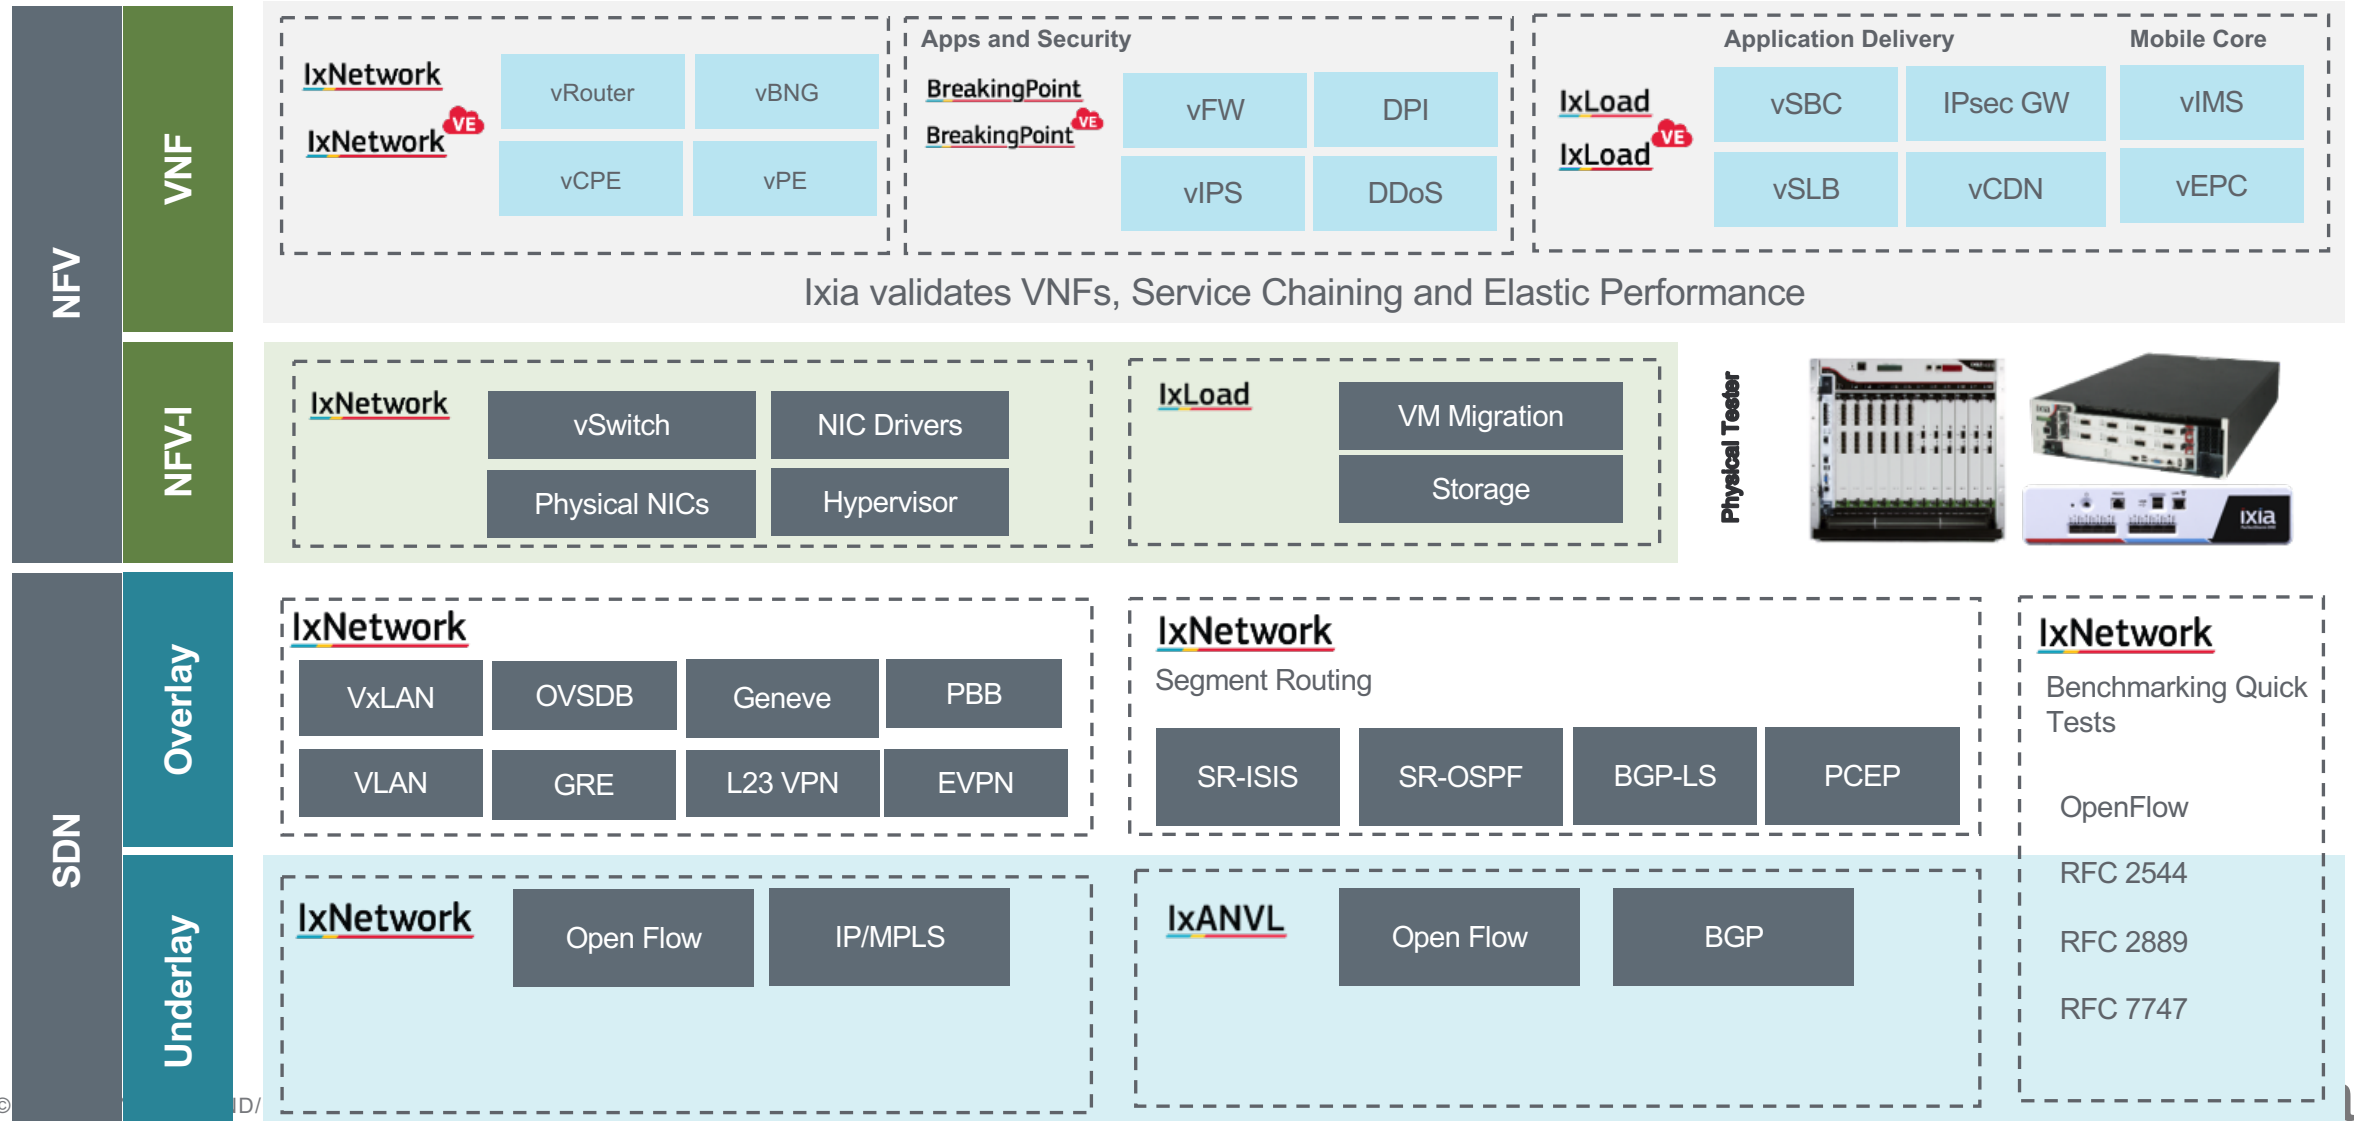 NFV
VNF
IxNetwork
IxNetwork VE
vRouter
vBNG
vCPE
vPE
Apps and Security
BreakingPoint
BreakingPoint VE
vFW
DPI
vIPS
DDoS
Application Delivery
Mobile Core
IxLoad
IxLoad VE
vSBC
IPsec GW
vIMS
vSLB
vCDN
vEPC
Ixia validates VNFs, Service Chaining and Elastic Performance
NFV-I
IxNetwork
vSwitch
NIC Drivers
Physical NICs
Hypervisor
IxLoad
VM Migration
Storage
Physical Tester
ixia
SDN
Overlay
IxNetwork
VxLAN
OVSDB
Geneve
PBB
VLAN
GRE
L23 VPN
EVPN
IxNetwork
Segment Routing
SR-ISIS
SR-OSPF
BGP-LS
PCEP
IxNetwork
Benchmarking Quick
Tests
OpenFlow
RFC 2544
RFC 2889
RFC 7747
Underlay
IxNetwork
Open Flow
IP/MPLS
IxANVL
Open Flow
BGP
©
ND/